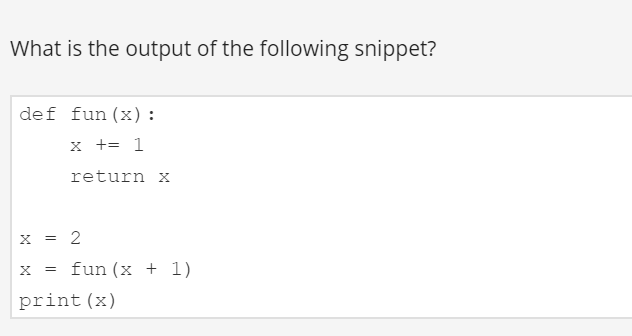 What is the output of the following snippet?
def fun(x):
    x += 1
    return x

x = 2
x = fun(x + 1)
print(x)